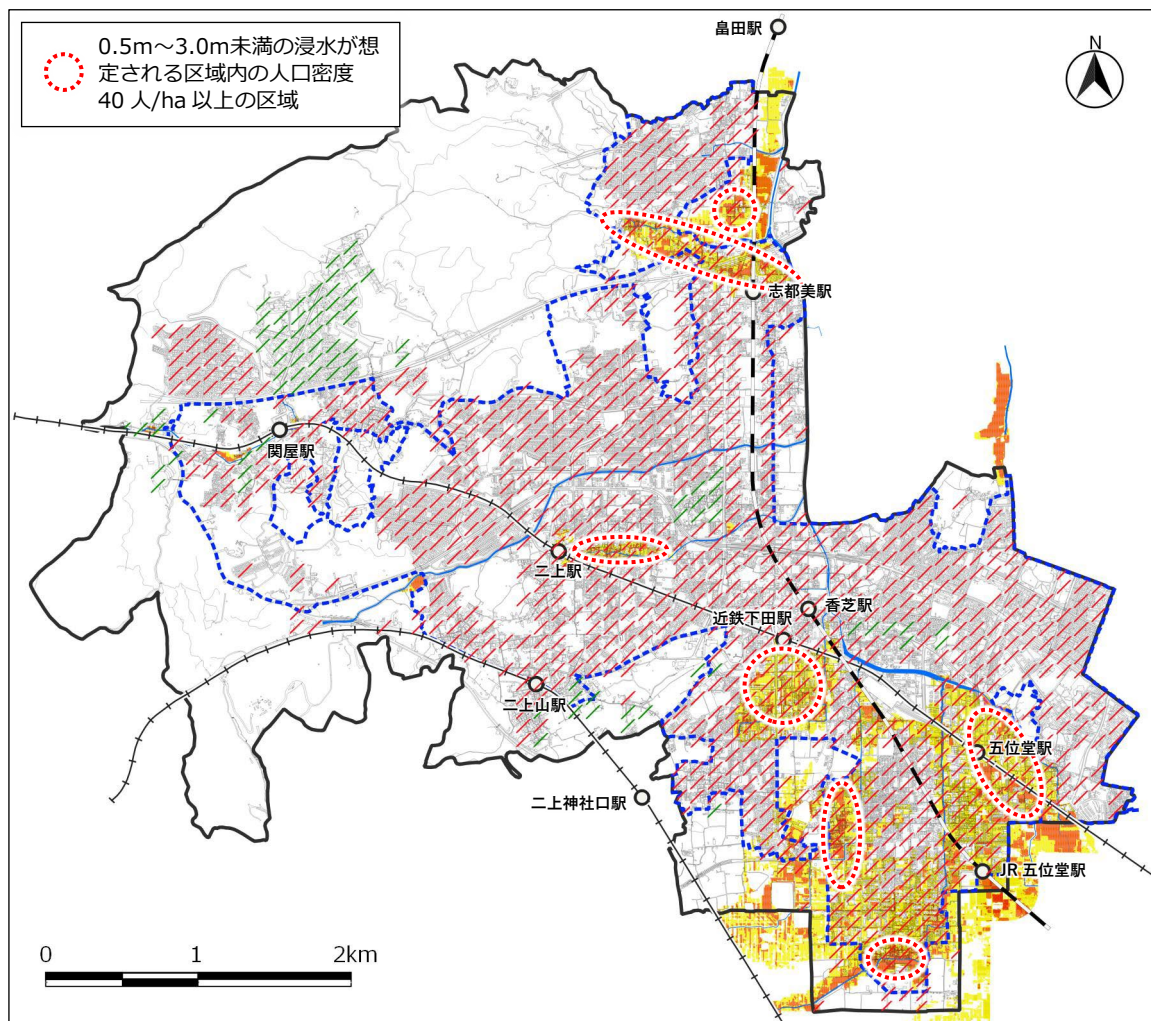 0.5m～3.0m未満の浸水が想
定される区域内の人口密度
40 人/ha 以上の区域
畠田駅
N
志都美駅
関屋駅
二上駅
香芝駅
近鉄下田駅
二上山駅
五位堂駅
二上神社口駅
JR 五位堂駅
0 1 2km